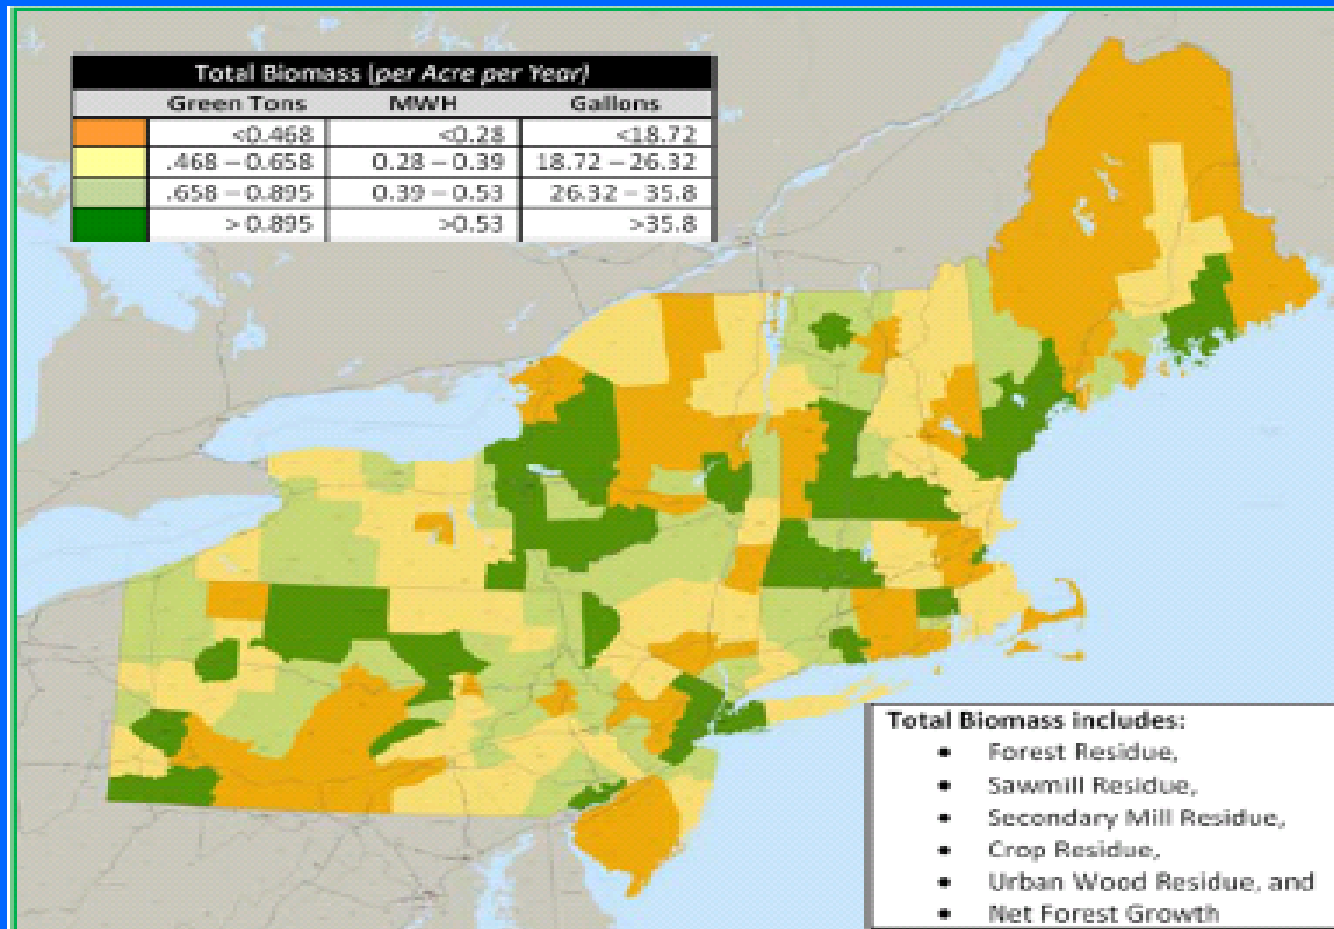 Total Biomass (per Acre per Year)
Green Tons MWH Gallons
<0.468 <0.28 <18.72
.468 – 0.658 0.28 – 0.39 18.72 – 26.32
.658 – 0.895 0.39 – 0.53 26.32 – 35.8
> 0.895 >0.53 >35.8
Total Biomass includes:
• Forest Residue,
• Sawmill Residue,
• Secondary Mill Residue,
• Crop Residue,
• Urban Wood Residue, and
• Net Forest Growth